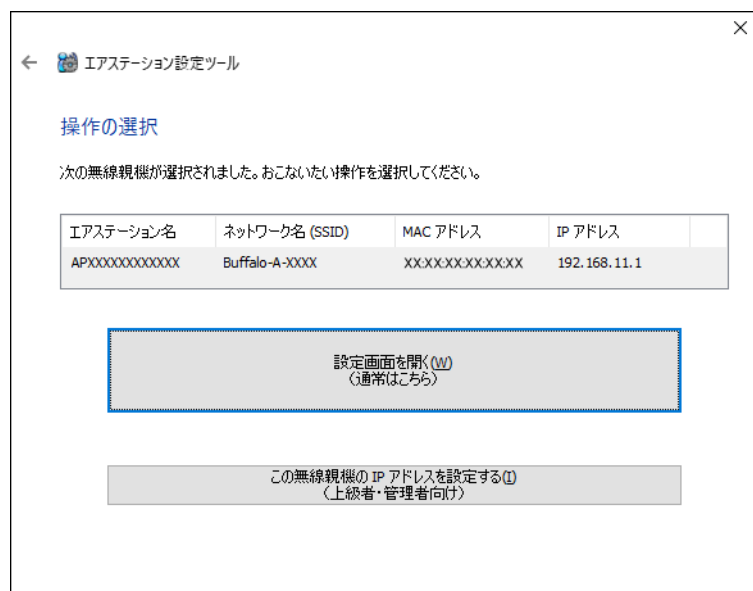 エアステーション設定ツール
操作の選択
次の無線親機が選択されました。おこないたい操作を選択してください。
エアステーション名 ネットワーク名 (SSID) MAC アドレス IP アドレス
APXXXXXXXXXXXX Buffalo-A-XXXX XX:XX:XX:XX:XX:XX 192.168.11.1
設定画面を開く(W)
(通常はこちら)
この無線親機の IP アドレスを設定する(I)
(上級者・管理者向け)